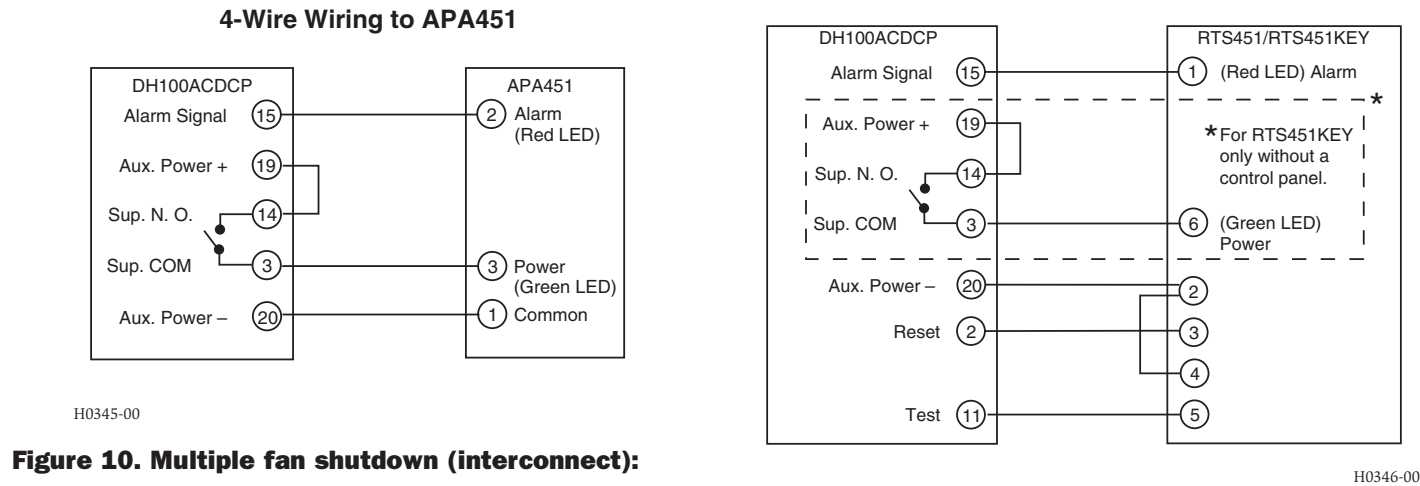 4-Wire Wiring to APA451
DH100ACDCP
APA451
Alarm Signal 15
2 Alarm
(Red LED)
Aux. Power + 19
Sup. N. O. 14
Sup. COM 3
3 Power
(Green LED)
Aux. Power – 20
1 Common
H0345-00
Figure 10. Multiple fan shutdown (interconnect):
DH100ACDCP
RTS451/RTS451KEY
Alarm Signal 15
1 (Red LED) Alarm
*
Aux. Power + 19
*For RTS451KEY
only without a
control panel.
Sup. N. O. 14
Sup. COM 3
6 (Green LED)
Power
Aux. Power – 20
2
Reset 2
3
4
Test 11
5
H0346-00